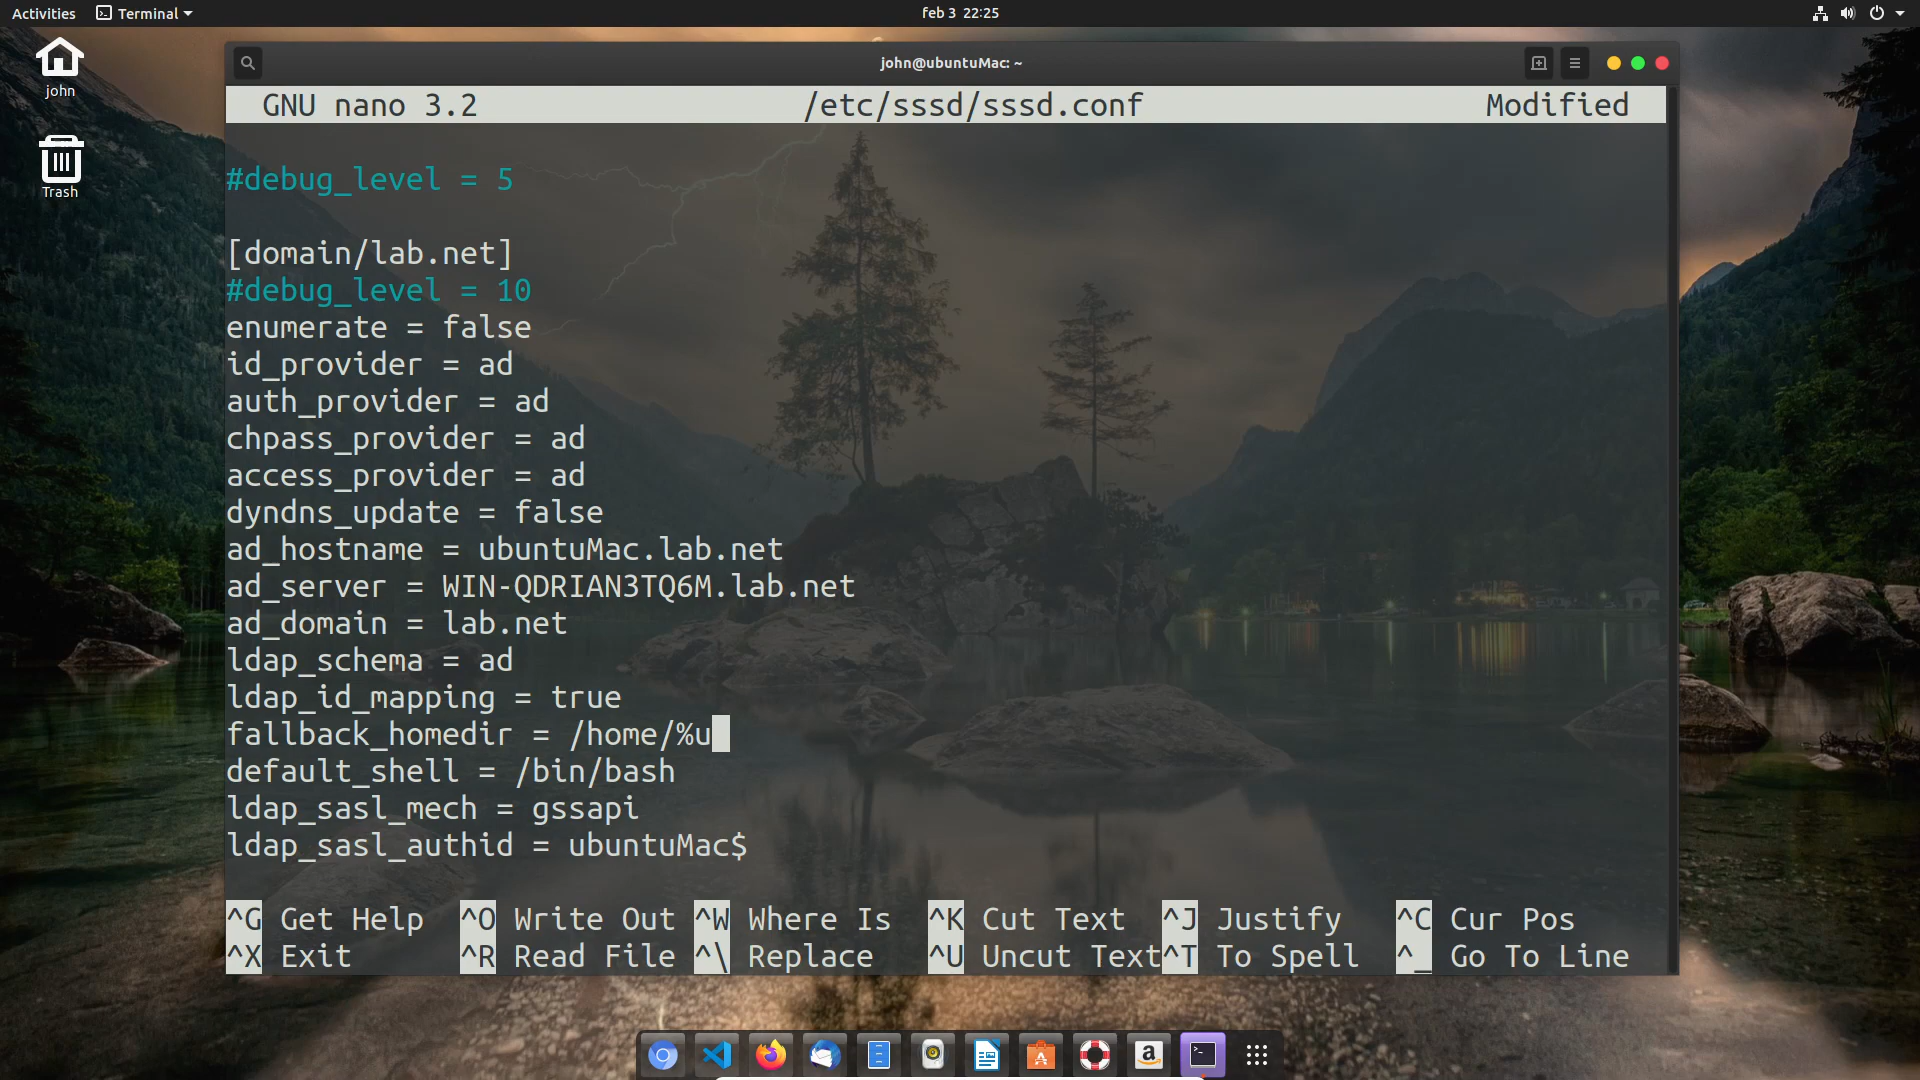 Activities Terminal feb 3 22:25
john
Trash
john@ubuntuMac: ~
GNU nano 3.2 /etc/sssd/sssd.conf Modified
#debug_level = 5
[domain/lab.net]
#debug_level = 10
enumerate = false
id_provider = ad
auth_provider = ad
chpass_provider = ad
access_provider = ad
dyndns_update = false
ad_hostname = ubuntuMac.lab.net
ad_server = WIN-QDRIAN3TQ6M.lab.net
ad_domain = lab.net
ldap_schema = ad
ldap_id_mapping = true
fallback_homedir = /home/%u
default_shell = /bin/bash
ldap_sasl_mech = gssapi
ldap_sasl_authid = ubuntuMac$
^G Get Help ^O Write Out ^W Where Is ^K Cut Text ^J Justify ^C Cur Pos
^X Exit ^R Read File ^\ Replace ^U Uncut Text ^T To Spell ^_ Go To Line